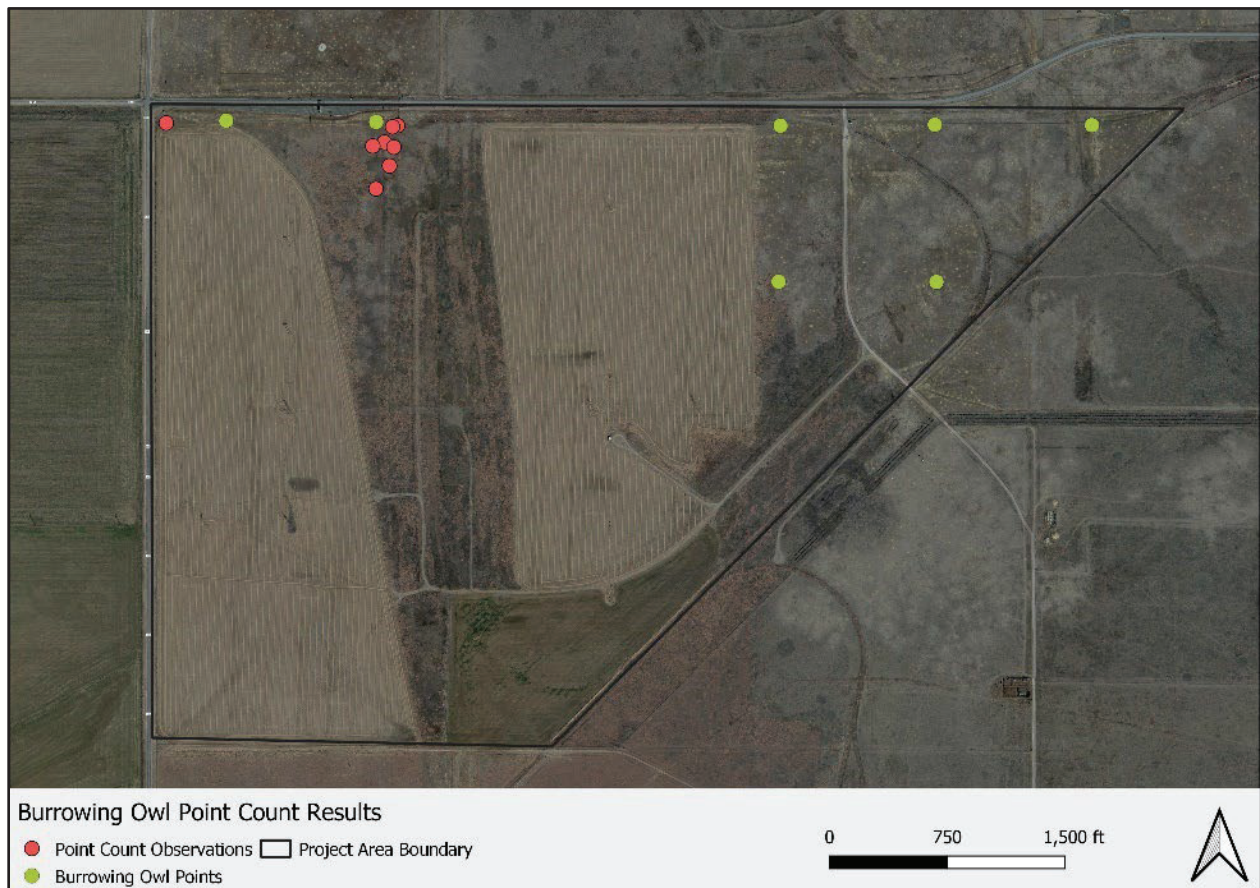 Burrowing Owl Point Count Results
Point Count Observations Project Area Boundary
Burrowing Owl Points
0 750 1,500 ft